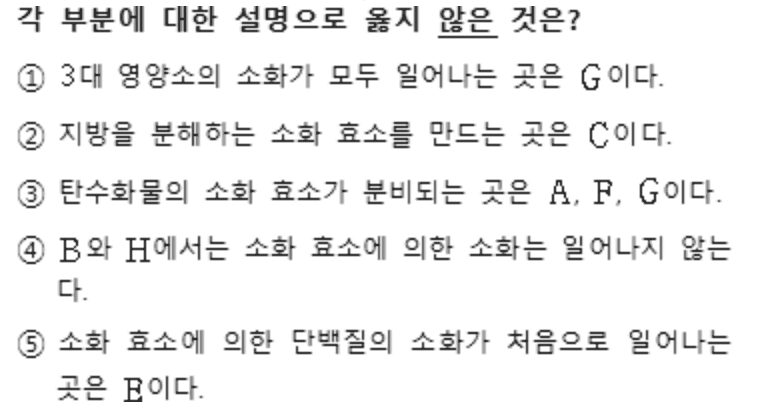 각 부분에 대한 설명으로 옳지 않은 것은?
① 3대 영양소의 소화가 모두 일어나는 곳은 G이다.
② 지방을 분해하는 소화 효소를 만드는 곳은 C이다.
③ 탄수화물의 소화 효소가 분비되는 곳은 A, F, G이다.
④ B와 H에서는 소화 효소에 의한 소화는 일어나지 않는
다.
⑤ 소화 효소에 의한 단백질의 소화가 처음으로 일어나는
곳은 E이다.